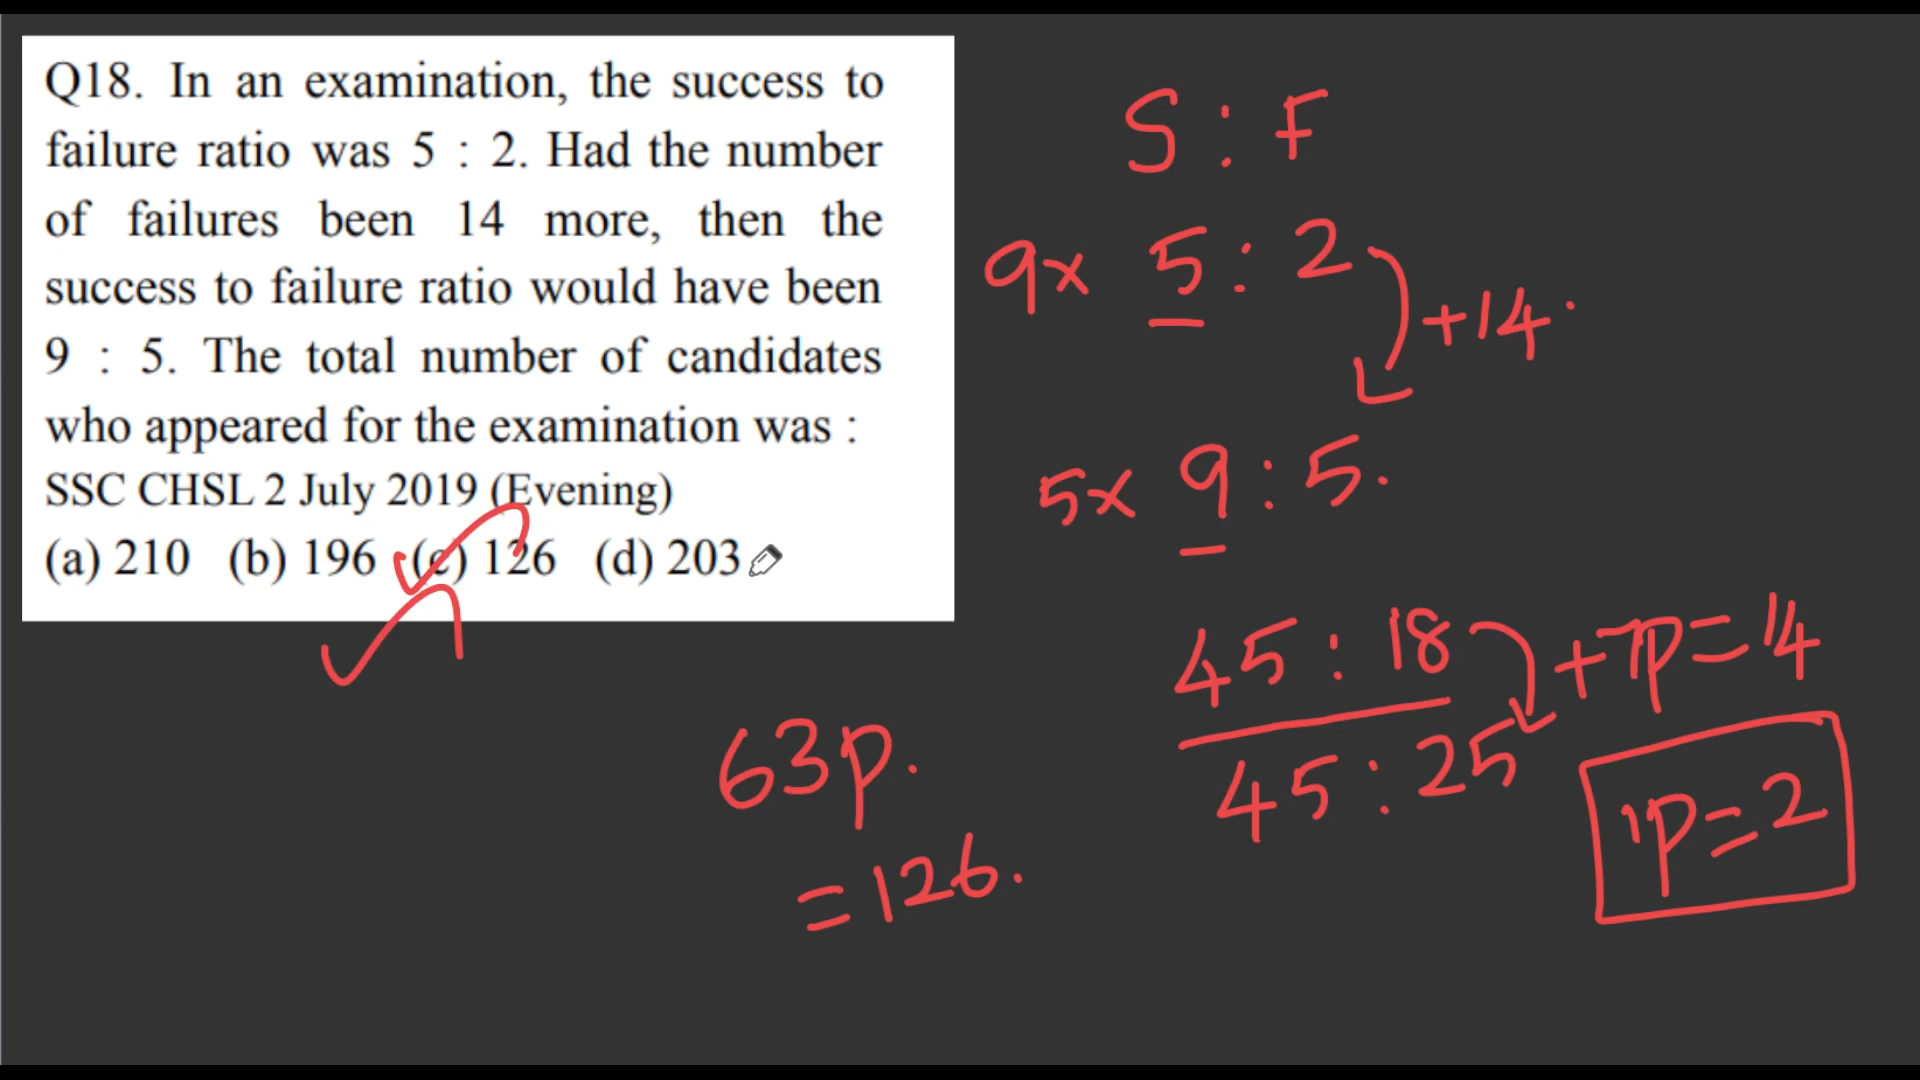 Q18. In an examination, the success to
failure ratio was 5 : 2. Had the number
of failures been 14 more, then the
success to failure ratio would have been
9 : 5. The total number of candidates
who appeared for the examination was :
SSC CHSL 2 July 2019 (Evening)
(a) 210 (b) 196 (c) 126 (d) 203
S : F
9x 5 : 2
+14.
5x 9 : 5.
45 : 18 +7p=14
45 : 25
1p=2
63p.
=126.